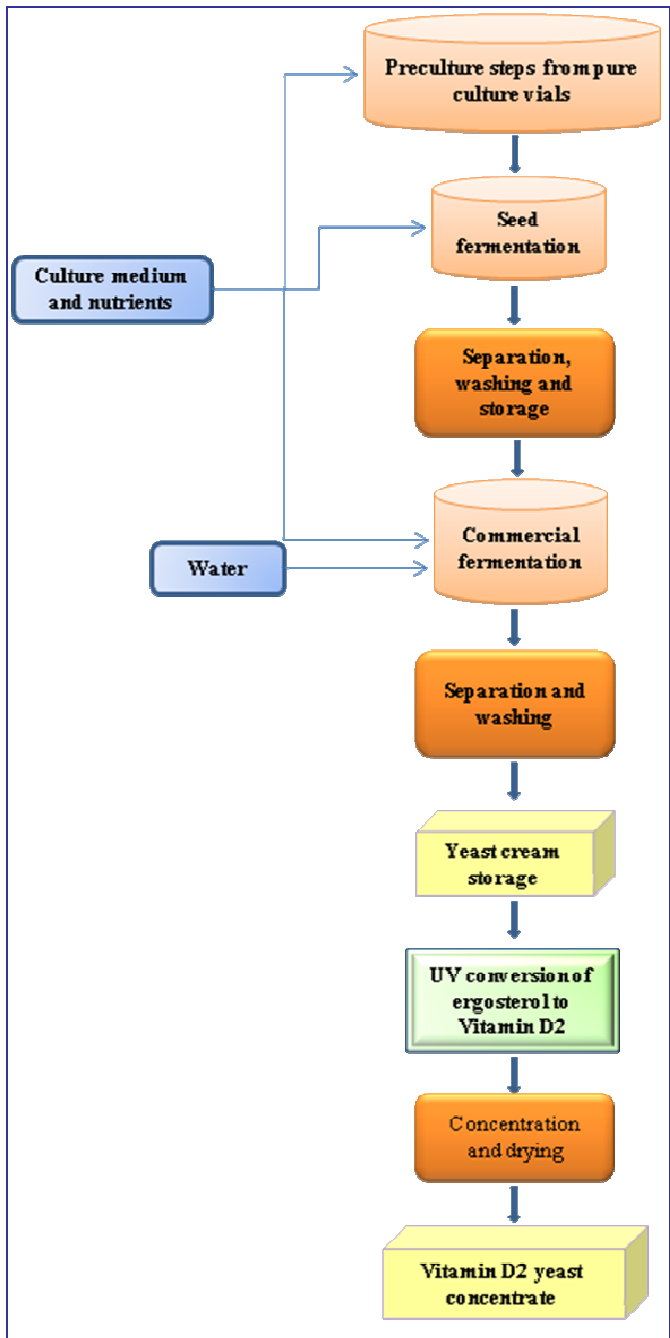 Preculture steps from pure
culture vials
Seed
fermentation
Culture medium
and nutrients
Separation,
washing and
storage
Commercial
fermentation
Water
Separation and
washing
Yeast cream
storage
UV conversion of
ergosterol to
Vitamin D2
Concentration
and drying
Vitamin D2 yeast
concentrate